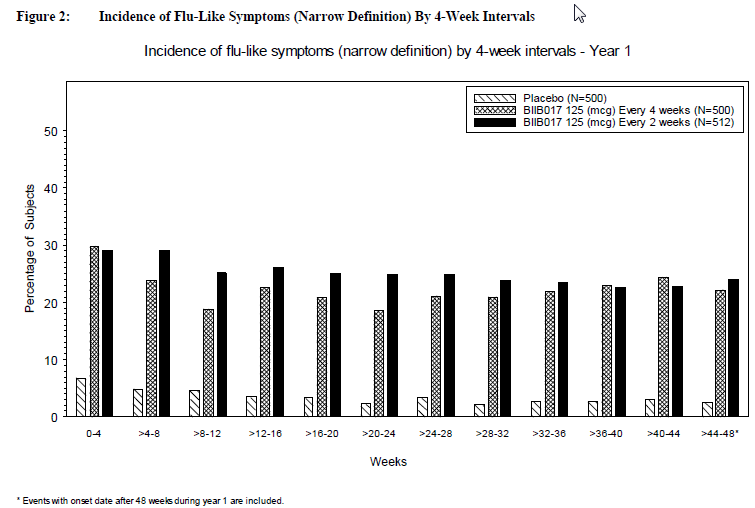 Figure 2: Incidence of Flu-Like Symptoms (Narrow Definition) By 4-Week Intervals
Incidence of flu-like symptoms (narrow definition) by 4-week intervals - Year 1
Placebo (N=500)
BIIB017 125 (mcg) Every 4 weeks (N=500)
BIIB017 125 (mcg) Every 2 weeks (N=512)
Percentage of Subjects
50
40
30
20
10
0
0-4 >4-8 >8-12 >12-16 >16-20 >20-24 >24-28 >28-32 >32-36 >36-40 >40-44 >44-48*
Weeks
* Events with onset date after 48 weeks during year 1 are included.